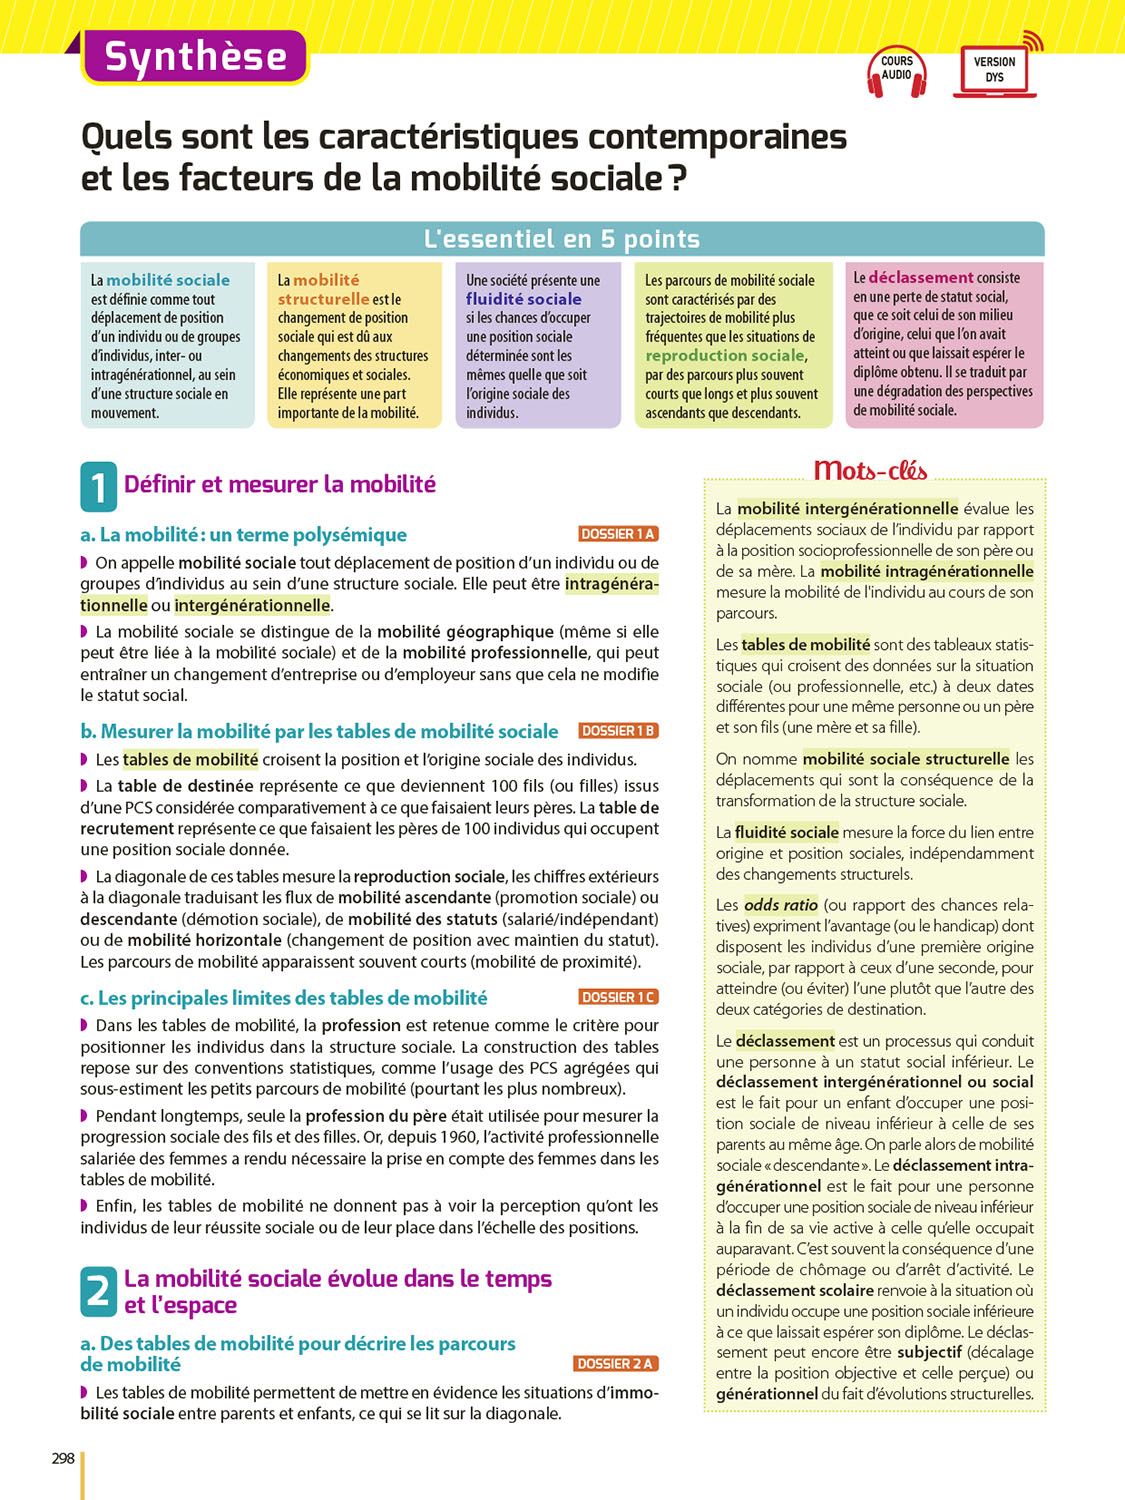 Synthèse
COURS
AUDIO
VERSION
DYS
Quels sont les caractéristiques contemporaines
et les facteurs de la mobilité sociale ?
L'essentiel en 5 points
La mobilité sociale
est définie comme tout
déplacement de position
d'un individu ou de groupes
d'individus, inter- ou
intragénérationnel, au sein
d'une structure sociale en
mouvement.
La mobilité
structurelle est le
changement de position
sociale qui est dû aux
changements des structures
économiques et sociales.
Elle représente une part
importante de la mobilité.
Une société présente une
fluidité sociale
si les chances d'occuper
une position sociale
déterminée sont les
mêmes quelle que soit
l'origine sociale des
individus.
Les parcours de mobilité sociale
sont caractérisés par des
trajectoires de mobilité plus
fréquentes que les situations de
reproduction sociale,
par des parcours plus souvent
courts que longs et plus souvent
ascendants que descendants.
Le déclassement consiste
en une perte de statut social,
que ce soit celui de son milieu
d'origine, celui que l'on avait
atteint ou que laissait espérer le
diplôme obtenu. Il se traduit par
une dégradation des perspectives
de mobilité sociale.
1 Définir et mesurer la mobilité
a. La mobilité : un terme polysémique DOSSIER 1 A
On appelle mobilité sociale tout déplacement de position d'un individu ou de
groupes d'individus au sein d'une structure sociale. Elle peut être intragénéra-
tionnelle ou intergénérationnelle.
La mobilité sociale se distingue de la mobilité géographique (même si elle
peut être liée à la mobilité sociale) et de la mobilité professionnelle, qui peut
entraîner un changement d'entreprise ou d'employeur sans que cela ne modifie
le statut social.
b. Mesurer la mobilité par les tables de mobilité sociale DOSSIER 1 B
Les tables de mobilité croisent la position et l'origine sociale des individus.
La table de destinée représente ce que deviennent 100 fils (ou filles) issus
d'une PCS considérée comparativement à ce que faisaient leurs pères. La table de
recrutement représente ce que faisaient les pères de 100 individus qui occupent
une position sociale donnée.
La diagonale de ces tables mesure la reproduction sociale, les chiffres extérieurs
à la diagonale traduisant les flux de mobilité ascendante (promotion sociale) ou
descendante (démotion sociale), de mobilité des statuts (salarié/indépendant)
ou de mobilité horizontale (changement de position avec maintien du statut).
Les parcours de mobilité apparaissent souvent courts (mobilité de proximité).
c. Les principales limites des tables de mobilité DOSSIER 1 C
Dans les tables de mobilité, la profession est retenue comme le critère pour
positionner les individus dans la structure sociale. La construction des tables
repose sur des conventions statistiques, comme l'usage des PCS agrégées qui
sous-estiment les petits parcours de mobilité (pourtant les plus nombreux).
Pendant longtemps, seule la profession du père était utilisée pour mesurer la
progression sociale des fils et des filles. Or, depuis 1960, l'activité professionnelle
salariée des femmes a rendu nécessaire la prise en compte des femmes dans les
tables de mobilité.
Enfin, les tables de mobilité ne donnent pas à voir la perception qu'ont les
individus de leur réussite sociale ou de leur place dans l'échelle des positions.
2 La mobilité sociale évolue dans le temps
et l'espace
a. Des tables de mobilité pour décrire les parcours
de mobilité DOSSIER 2 A
Les tables de mobilité permettent de mettre en évidence les situations d'immo-
bilité sociale entre parents et enfants, ce qui se lit sur la diagonale.
Mots-clés
La mobilité intergénérationnelle évalue les
déplacements sociaux de l'individu par rapport
à la position socioprofessionnelle de son père ou
de sa mère. La mobilité intragénérationnelle
mesure la mobilité de l'individu au cours de son
parcours.
Les tables de mobilité sont des tableaux statis-
tiques qui croisent des données sur la situation
sociale (ou professionnelle, etc.) à deux dates
différentes pour une même personne ou un père
et son fils (une mère et sa fille).
On nomme mobilité sociale structurelle les
déplacements qui sont la conséquence de la
transformation de la structure sociale.
La fluidité sociale mesure la force du lien entre
origine et position sociales, indépendamment
des changements structurels.
Les odds ratio (ou rapport des chances rela-
tives) expriment l'avantage (ou le handicap) dont
disposent les individus d'une première origine
sociale, par rapport à ceux d'une seconde, pour
atteindre (ou éviter) l'une plutôt que l'autre des
deux catégories de destination.
Le déclassement est un processus qui conduit
une personne à un statut social inférieur. Le
déclassement intergénérationnel ou social
est le fait pour un enfant d'occuper une posi-
tion sociale de niveau inférieur à celle de ses
parents au même âge. On parle alors de mobilité
sociale « descendante ». Le déclassement intra-
générationnel est le fait pour une personne
d'occuper une position sociale de niveau inférieur
à la fin de sa vie active à celle qu'elle occupait
auparavant. C'est souvent la conséquence d'une
période de chômage ou d'arrêt d'activité. Le
déclassement scolaire renvoie à la situation où
un individu occupe une position sociale inférieure
à ce que laissait espérer son diplôme. Le déclas-
sement peut encore être subjectif (décalage
entre la position objective et celle perçue) ou
générationnel du fait d'évolutions structurelles.
298